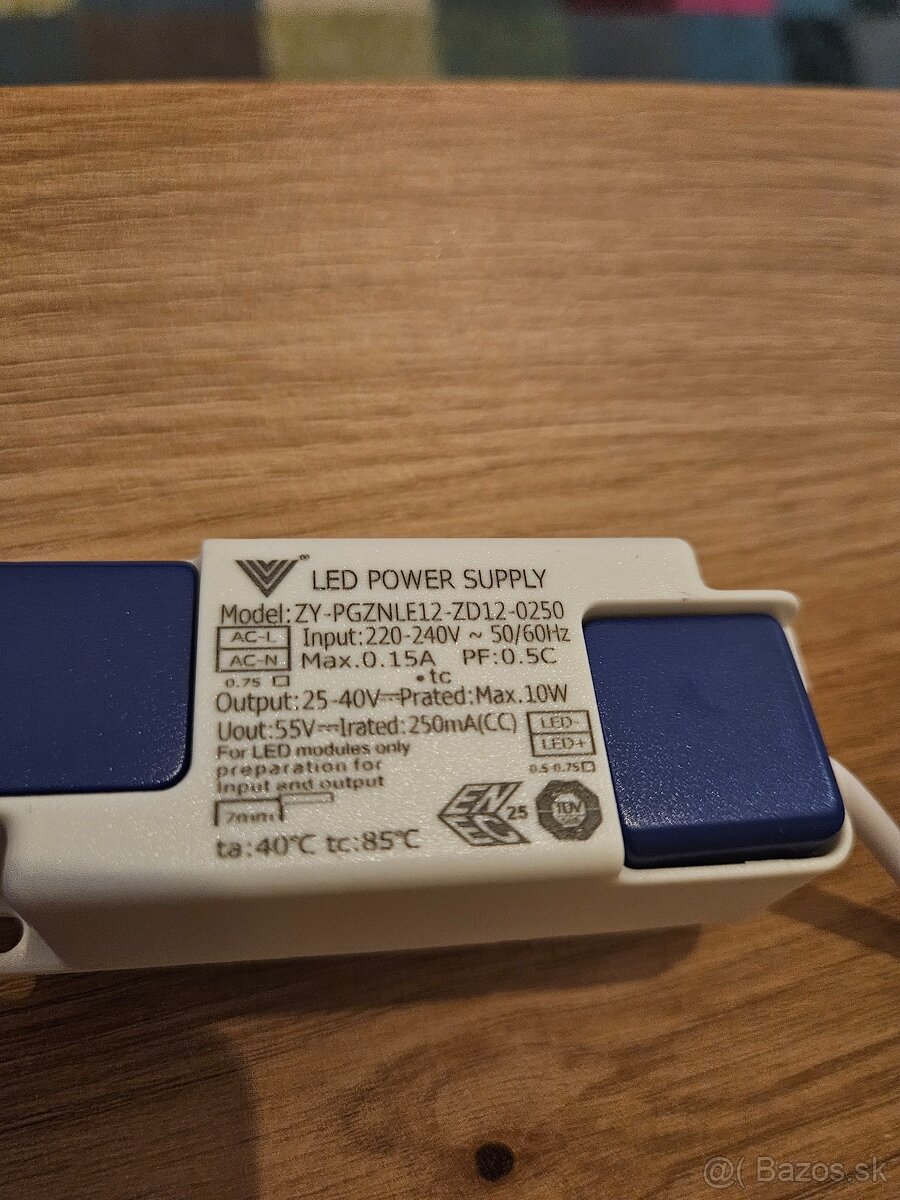 LED POWER SUPPLY
Model: ZY-PGZNLE12-ZD12-0250
AC-L Input:220-240V ~ 50/60Hz
AC-N Max.0.15A PF:0.5C
0.75
•tc
Output:25-40V⎓Prated:Max.10W
Uout:55V⎓Irated:250mA(CC)
LED-
LED+
0.5-0.75
For LED modules only
preparation for
Input and output
7mm
ENEC 25
TÜV
ta:40℃ tc:85℃
@( Bazos.sk